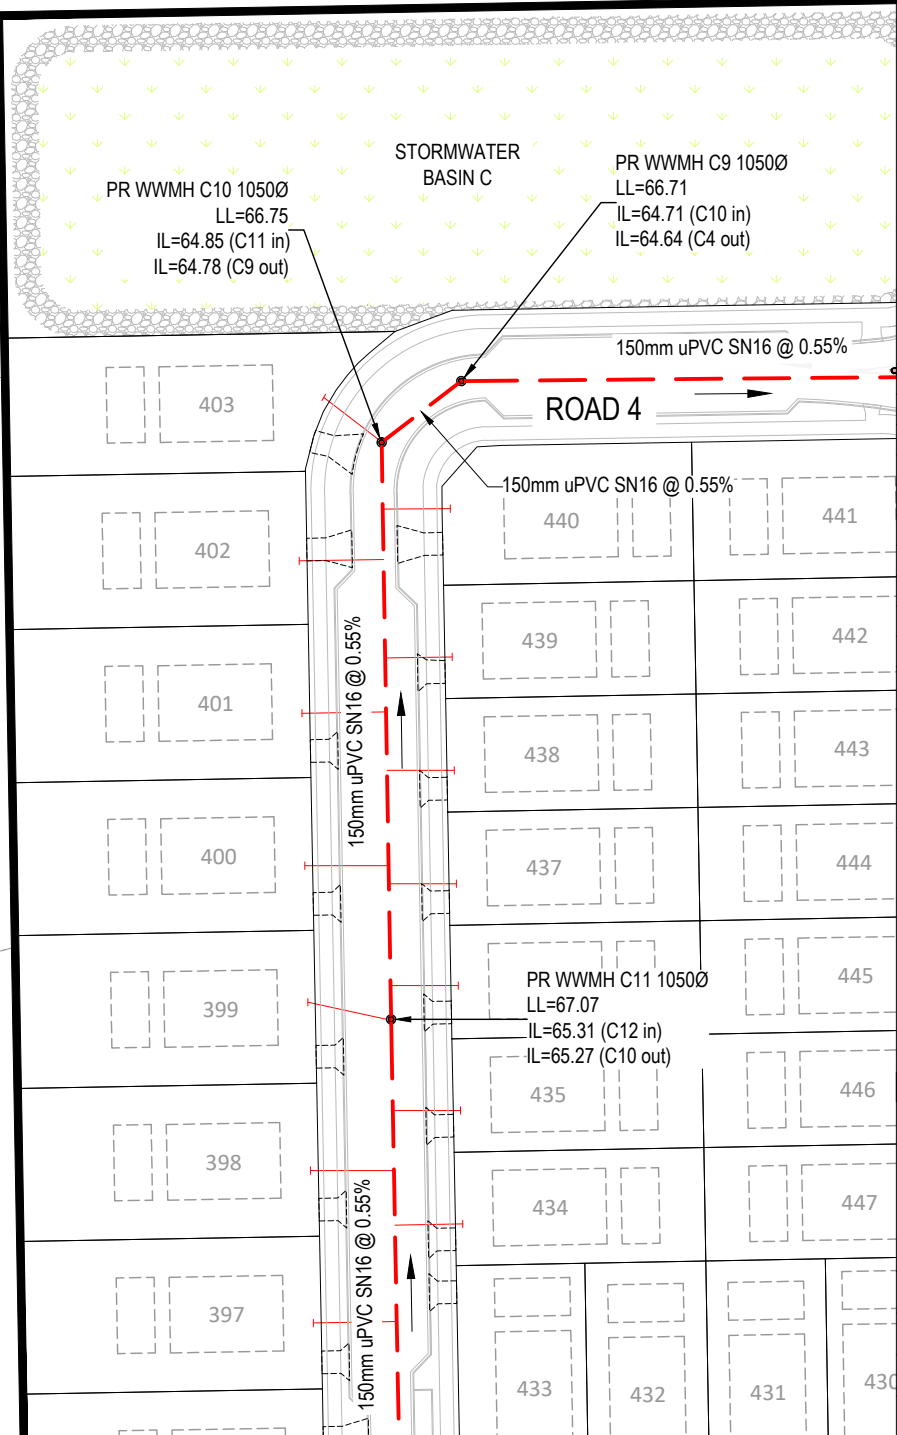 STORMWATER
BASIN C
PR WWMH C10 1050Ø
LL=66.75
IL=64.85 (C11 in)
IL=64.78 (C9 out)
PR WWMH C9 1050Ø
LL=66.71
IL=64.71 (C10 in)
IL=64.64 (C4 out)
150mm uPVC SN16 @ 0.55%
ROAD 4
150mm uPVC SN16 @ 0.55%
403
402
401
400
399
398
397
440
441
439
442
438
443
437
444
150mm uPVC SN16 @ 0.55%
PR WWMH C11 1050Ø
LL=67.07
IL=65.31 (C12 in)
IL=65.27 (C10 out)
445
435
446
434
447
150mm uPVC SN16 @ 0.55%
433
432
431
430